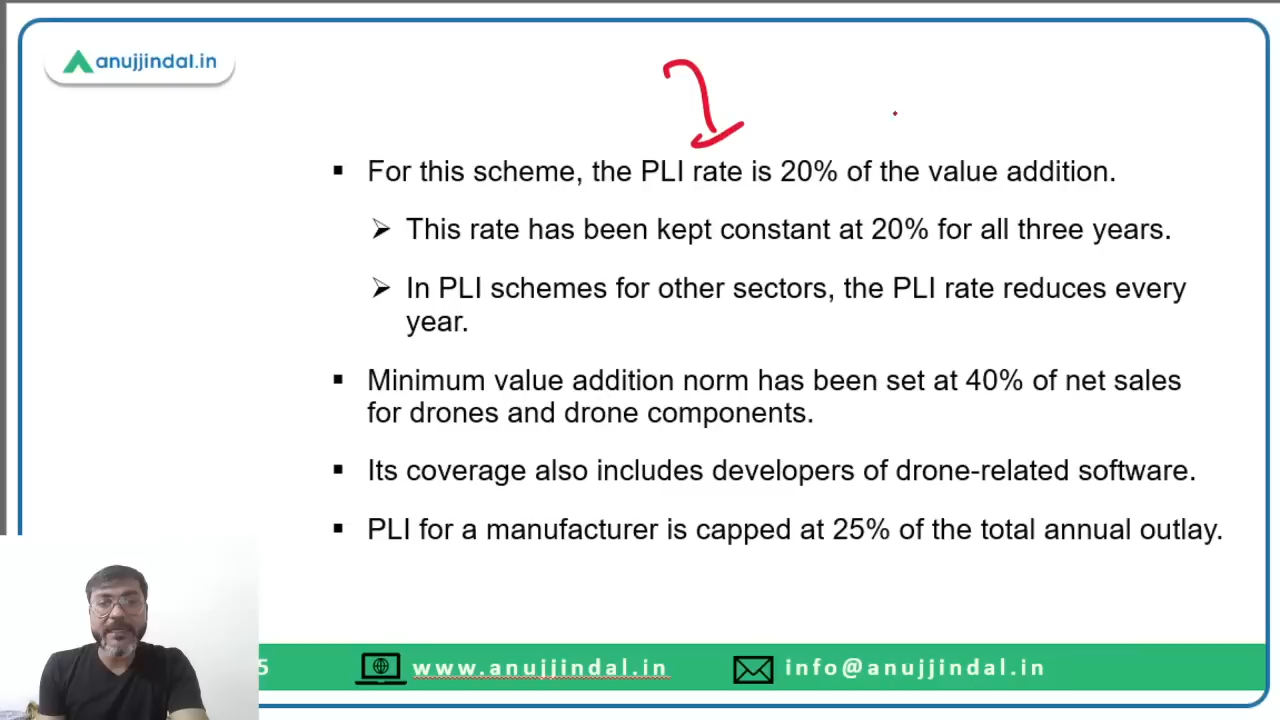 anujjindal.in
For this scheme, the PLI rate is 20% of the value addition.
This rate has been kept constant at 20% for all three years.
In PLI schemes for other sectors, the PLI rate reduces every
year.
Minimum value addition norm has been set at 40% of net sales
for drones and drone components.
Its coverage also includes developers of drone-related software.
PLI for a manufacturer is capped at 25% of the total annual outlay.
5 www.anujjindal.in info@anujjindal.in